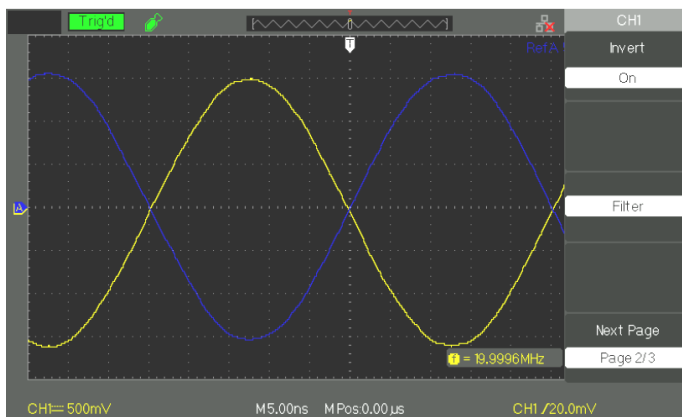 Trig'd
CH1
T
Ref A
Invert
On
A
Filter
Next Page
f = 19.9996MHz
Page 2/3
CH1 500mV
M5.00ns
M Pos:0.00µs
CH1 /20.0mV